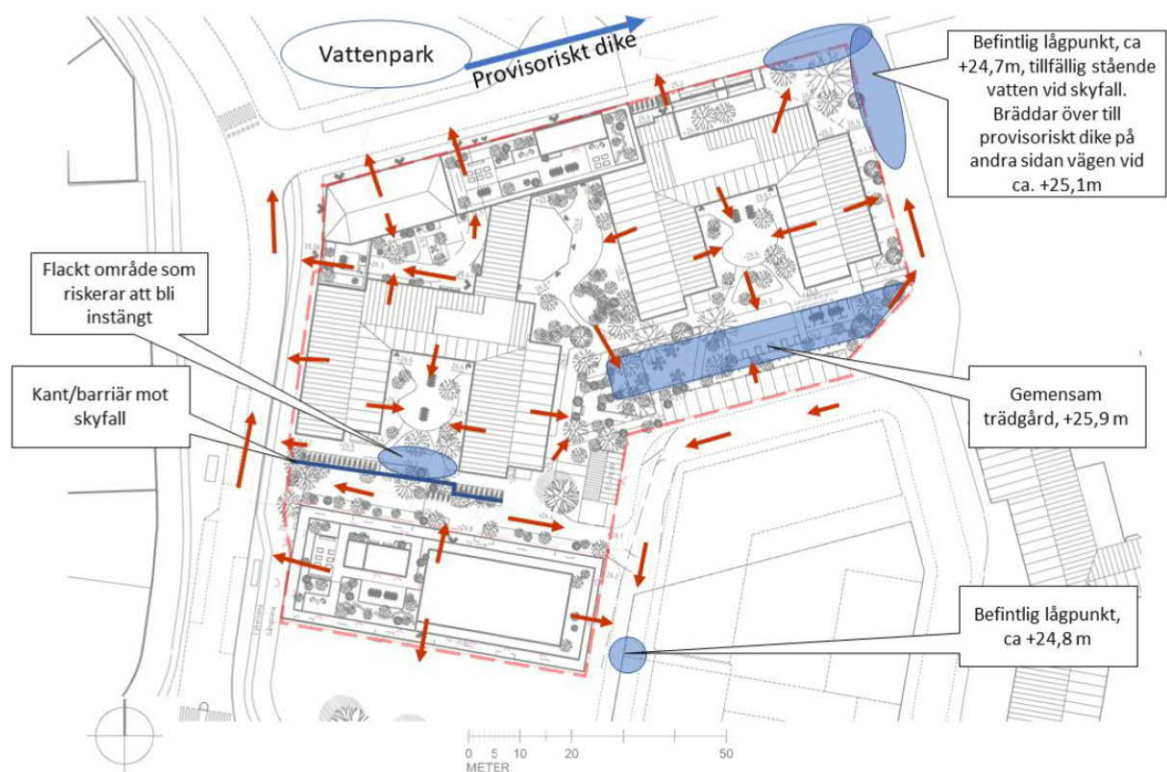 Vattenpark
Provisoriskt dike
Befintlig lågpunkt, ca
+24,7m, tillfällig stående
vatten vid skyfall.
Bräddar över till
provisoriskt dike på
andra sidan vägen vid
ca. +25,1m
Flackt område som
riskerar att bli
instängt
Kant/barriär mot
skyfall
Gemensam
trädgård, +25,9 m
Befintlig lågpunkt,
ca +24,8 m
0 5 10 20 50
METER